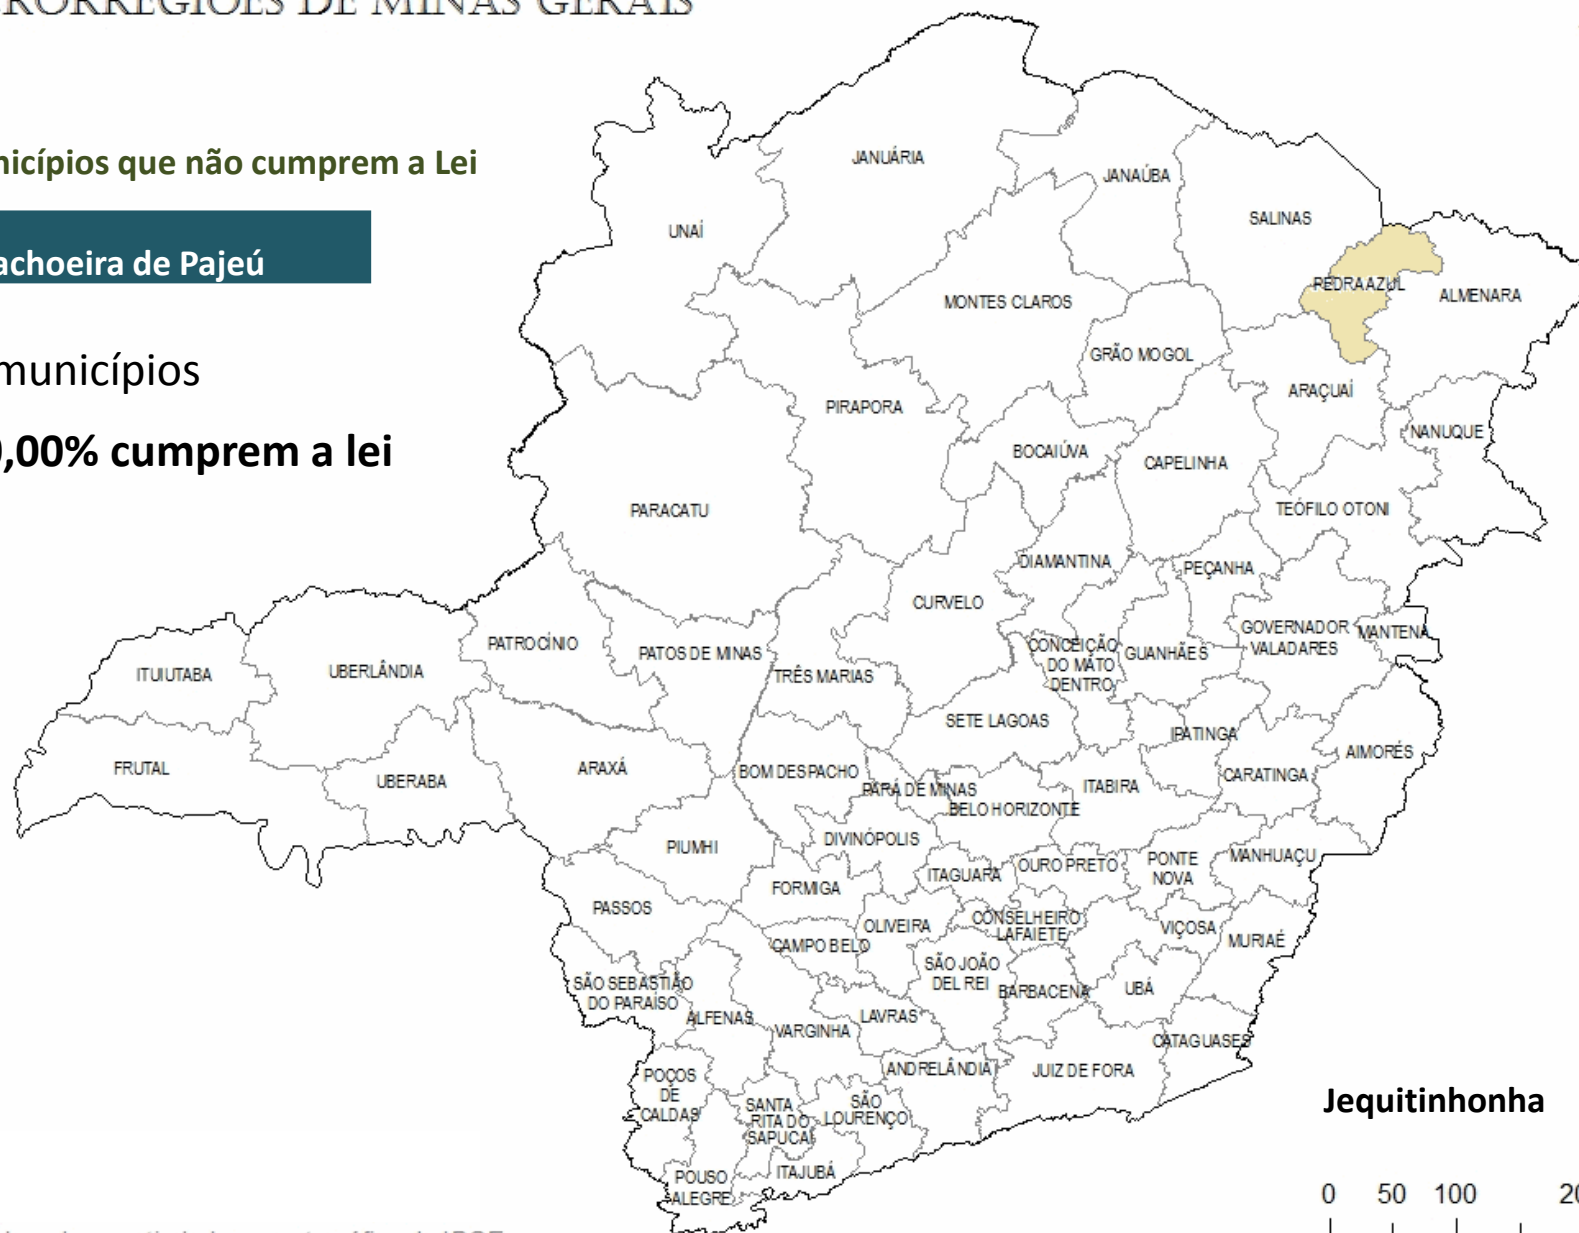 RORREGIÕES DE MINAS GERAIS
nicípios que não cumprem a Lei
achoeira de Pajeú
municípios
0,00% cumprem a lei
JANUÁRIA
JANAÚBA
SALINAS
UNAÍ
PEDRA AZUL
ALMENARA
MONTES CLAROS
GRÃO MOGOL
ARAÇUAÍ
PIRAPORA
NANUQUE
BOCAIÚVA
CAPELINHA
PARACATU
TEÓFILO OTONI
DIAMANTINA
PEÇANHA
CURVELO
PATROCÍNIO
PATOS DE MINAS
CONCEIÇÃO
DO MATO
DENTRO
GUANHÃES
GOVERNADOR
VALADARES
MANTENA
ITUIUTABA
UBERLÂNDIA
TRÊS MARIAS
SETE LAGOAS
IPATINGA
AIMORÉS
FRUTAL
UBERABA
ARAXÁ
BOM DESPACHO
PARÁ DE MINAS
BELO HORIZONTE
ITABIRA
CARATINGA
PIUMHI
DIVINÓPOLIS
ITAGUARA
OURO PRETO
PONTE
NOVA
MANHUAÇU
FORMIGA
PASSOS
OLIVEIRA
CONSELHEIRO
LAFAIETE
VIÇOSA
MURIAÉ
CAMPO BELO
SÃO JOÃO
DEL REI
BARBACENA
UBÁ
SÃO SEBASTIÃO
DO PARAÍSO
ALFENAS
VARGINHA
LAVRAS
CATAGUASES
ANDRELÂNDIA
JUIZ DE FORA
POÇOS
DE
CALDAS
SANTA
RITA DO
SAPUCAÍ
SÃO
LOURENÇO
ITAJUBÁ
POUSO
ALEGRE
Jequitinhonha
0 50 100 20